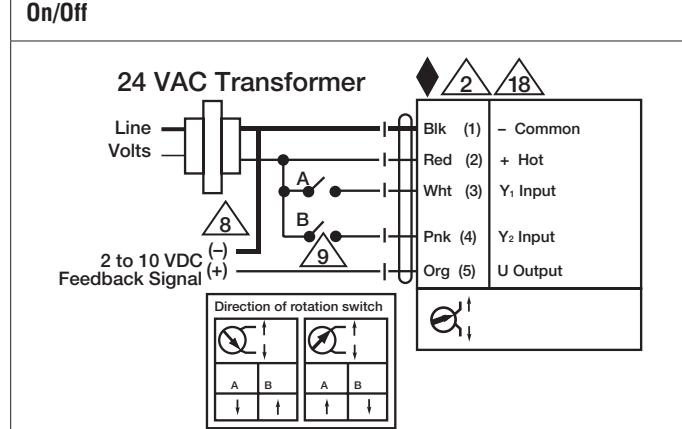 On/Off
24 VAC Transformer
2
18
Line
Volts
Blk (1) – Common
Red (2) + Hot
A
Wht (3) Y₁ Input
8
B
Pnk (4) Y₂ Input
9
2 to 10 VDC (–)
Feedback Signal (+)
Org (5) U Output
Direction of rotation switch
A B A B